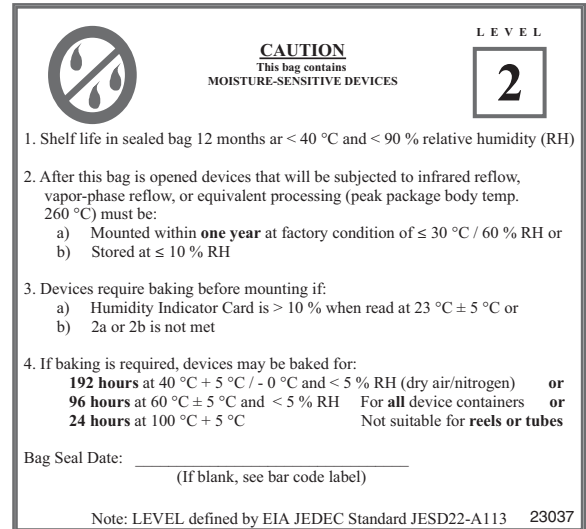 LEVEL
CAUTION
This bag contains
MOISTURE-SENSITIVE DEVICES
2
1. Shelf life in sealed bag 12 months ar < 40 °C and < 90 % relative humidity (RH)
2. After this bag is opened devices that will be subjected to infrared reflow,
vapor-phase reflow, or equivalent processing (peak package body temp.
260 °C) must be:
a) Mounted within one year at factory condition of ≤ 30 °C / 60 % RH or
b) Stored at ≤ 10 % RH
3. Devices require baking before mounting if:
a) Humidity Indicator Card is > 10 % when read at 23 °C ± 5 °C or
b) 2a or 2b is not met
4. If baking is required, devices may be baked for:
192 hours at 40 °C + 5 °C / - 0 °C and < 5 % RH (dry air/nitrogen) or
96 hours at 60 °C ± 5 °C and < 5 % RH For all device containers or
24 hours at 100 °C + 5 °C Not suitable for reels or tubes
Bag Seal Date: ___________________________________
(If blank, see bar code label)
Note: LEVEL defined by EIA JEDEC Standard JESD22-A113 23037